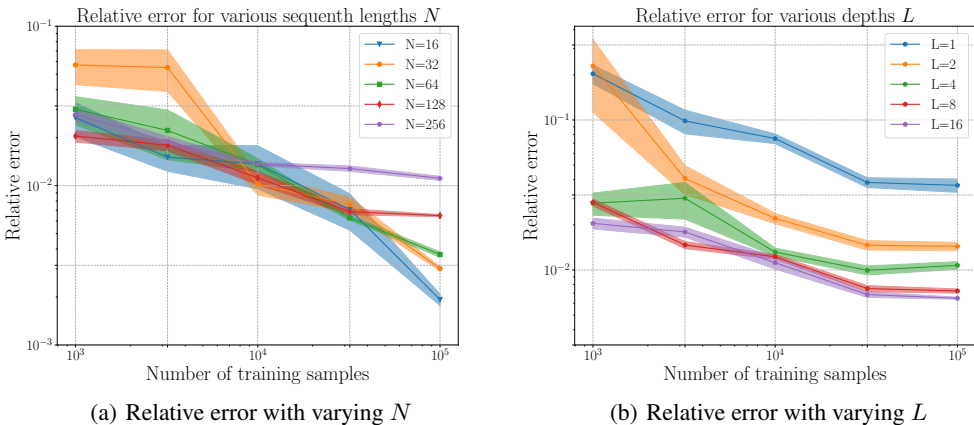 Relative error for various sequenth lengths N
10^{-1}
10^{-2}
10^{-3}
Relative error
10^3
10^4
10^5
Number of training samples
N=16
N=32
N=64
N=128
N=256
(a) Relative error with varying N
Relative error for various depths L
10^{-1}
10^{-2}
Relative error
10^3
10^4
10^5
Number of training samples
L=1
L=2
L=4
L=8
L=16
(b) Relative error with varying L